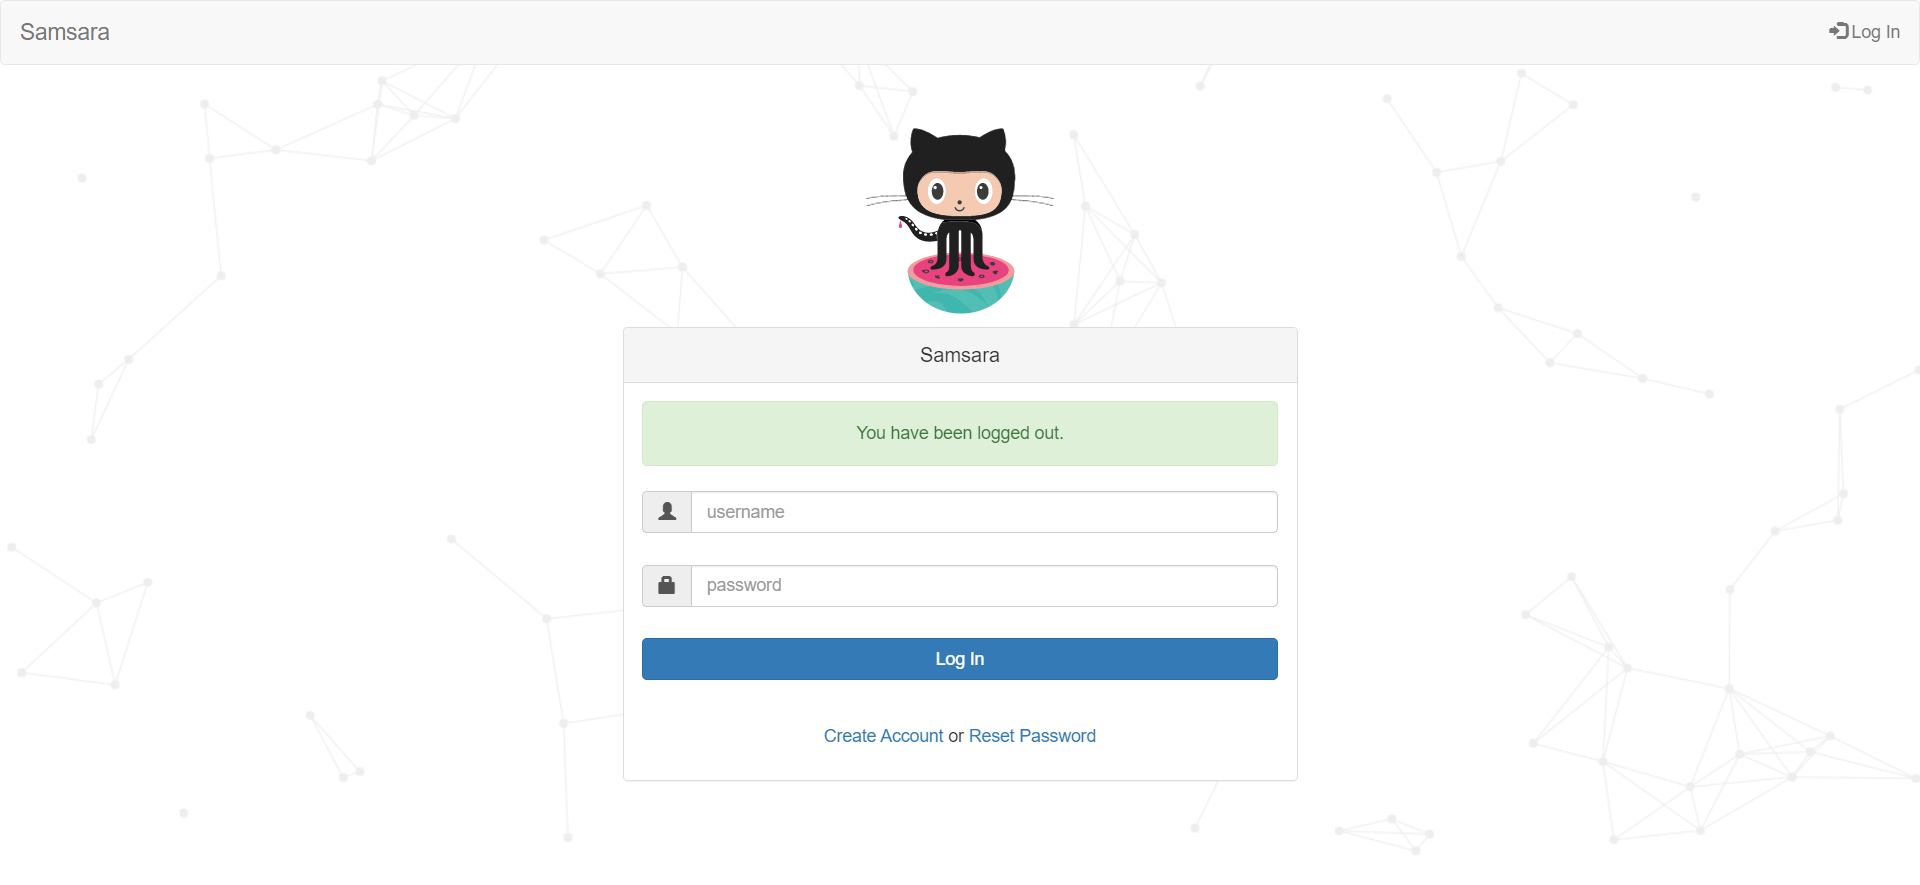 Samsara
Log In
Samsara
You have been logged out.
username
password
Log In
Create Account or Reset Password